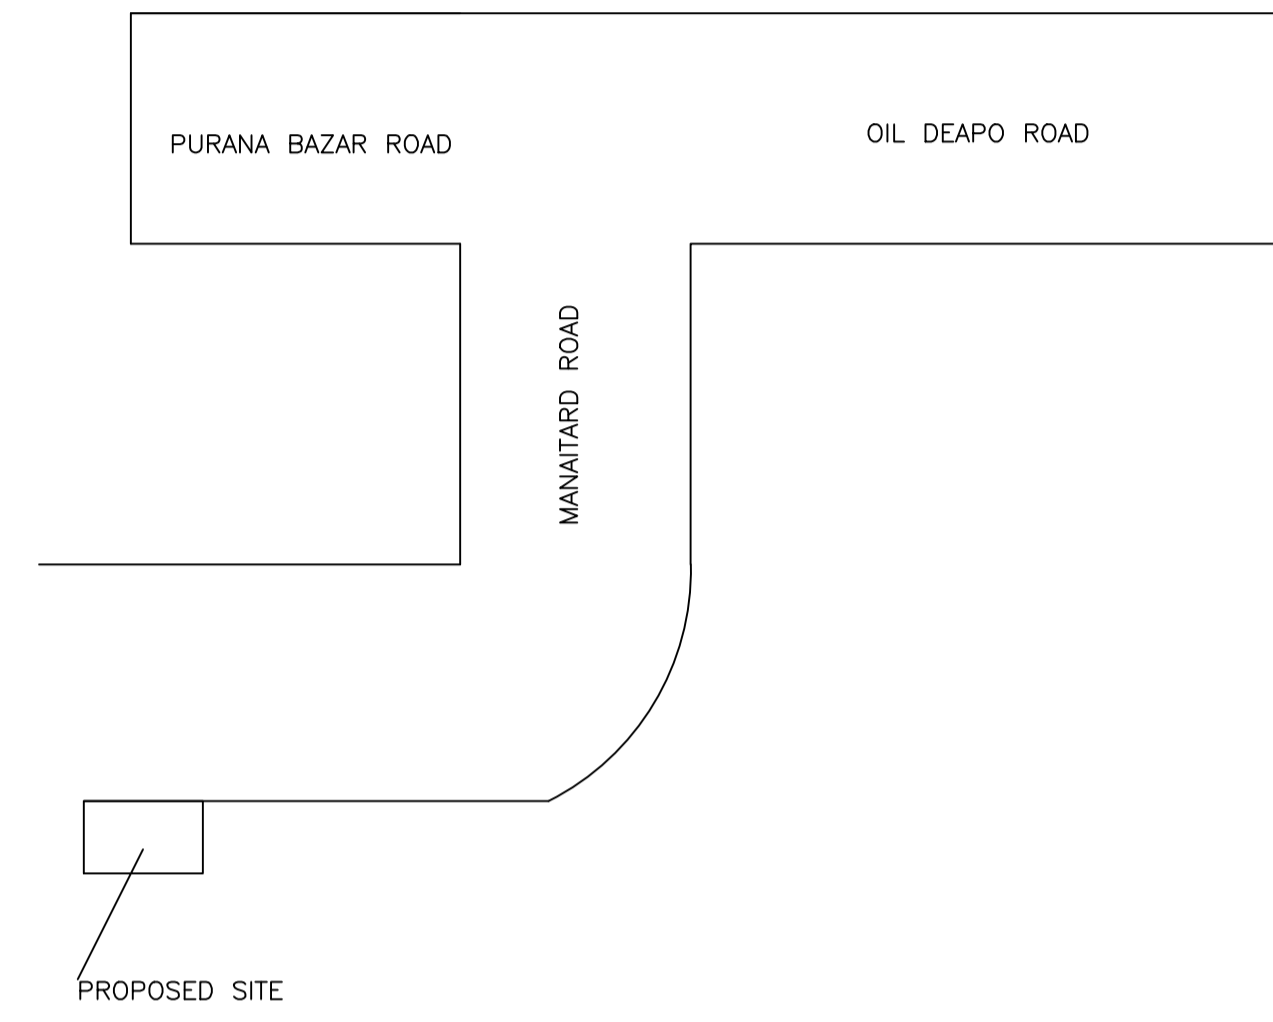 PURANA BAZAR ROAD
OIL DEAPO ROAD
MANAITARD ROAD
PROPOSED SITE